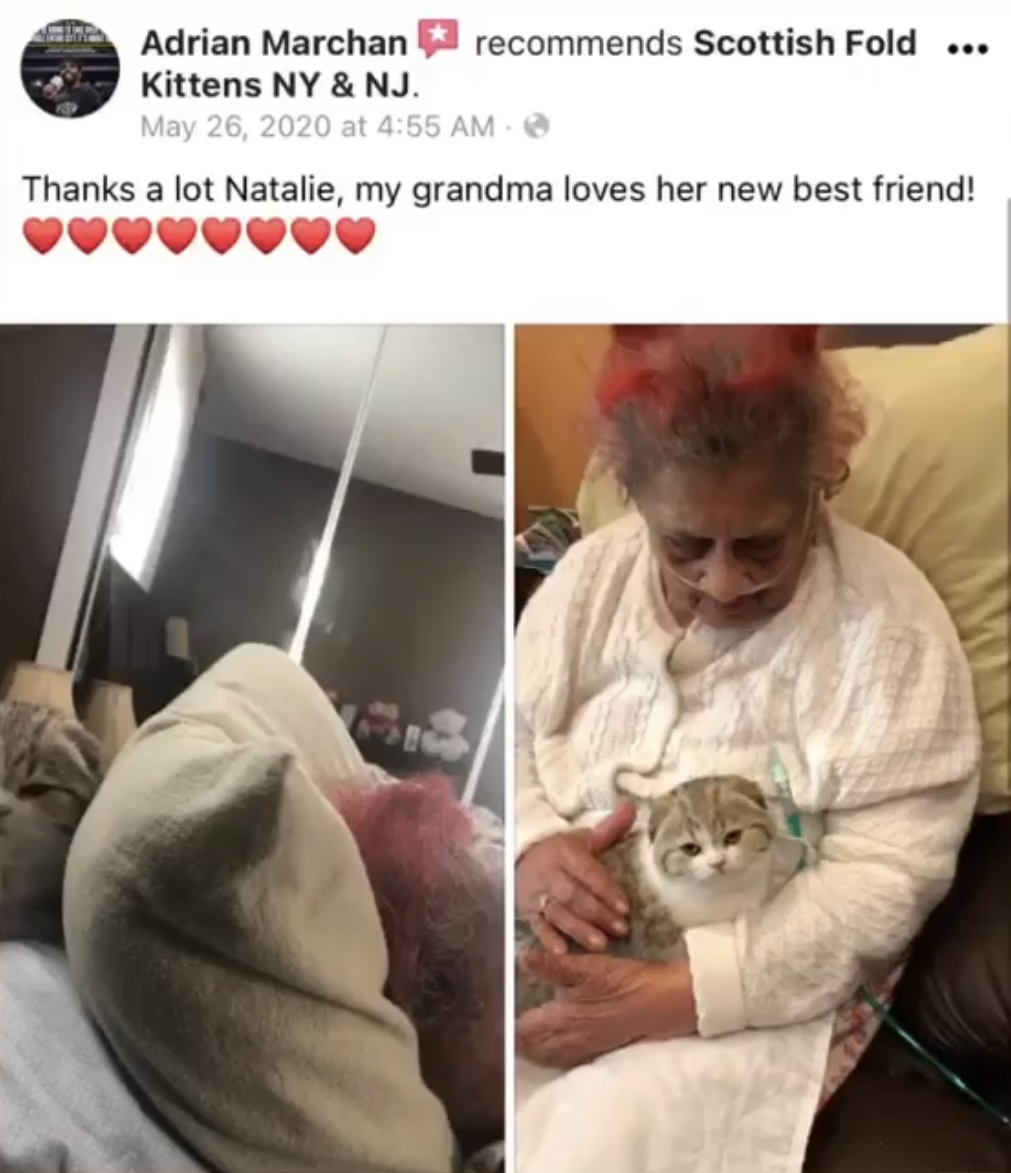 Adrian Marchan recommends Scottish Fold
Kittens NY & NJ.
May 26, 2020 at 4:55 AM ·
Thanks a lot Natalie, my grandma loves her new best friend!
❤️❤️❤️❤️❤️❤️❤️❤️